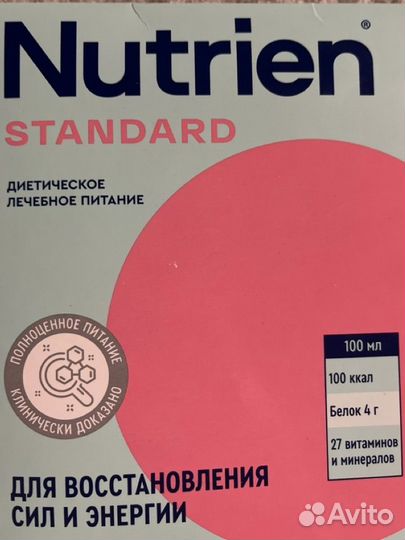 Nutrien®
STANDARD
ДИЕТИЧЕСКОЕ
ЛЕЧЕБНОЕ ПИТАНИЕ
ПОЛНОЦЕННОЕ ПИТАНИЕ
КЛИНИЧЕСКИ ДОКАЗАНО
100 мл
100 ккал
Белок 4 г
27 витаминов
и минералов
ДЛЯ ВОССТАНОВЛЕНИЯ
СИЛ И ЭНЕРГИИ
Avito